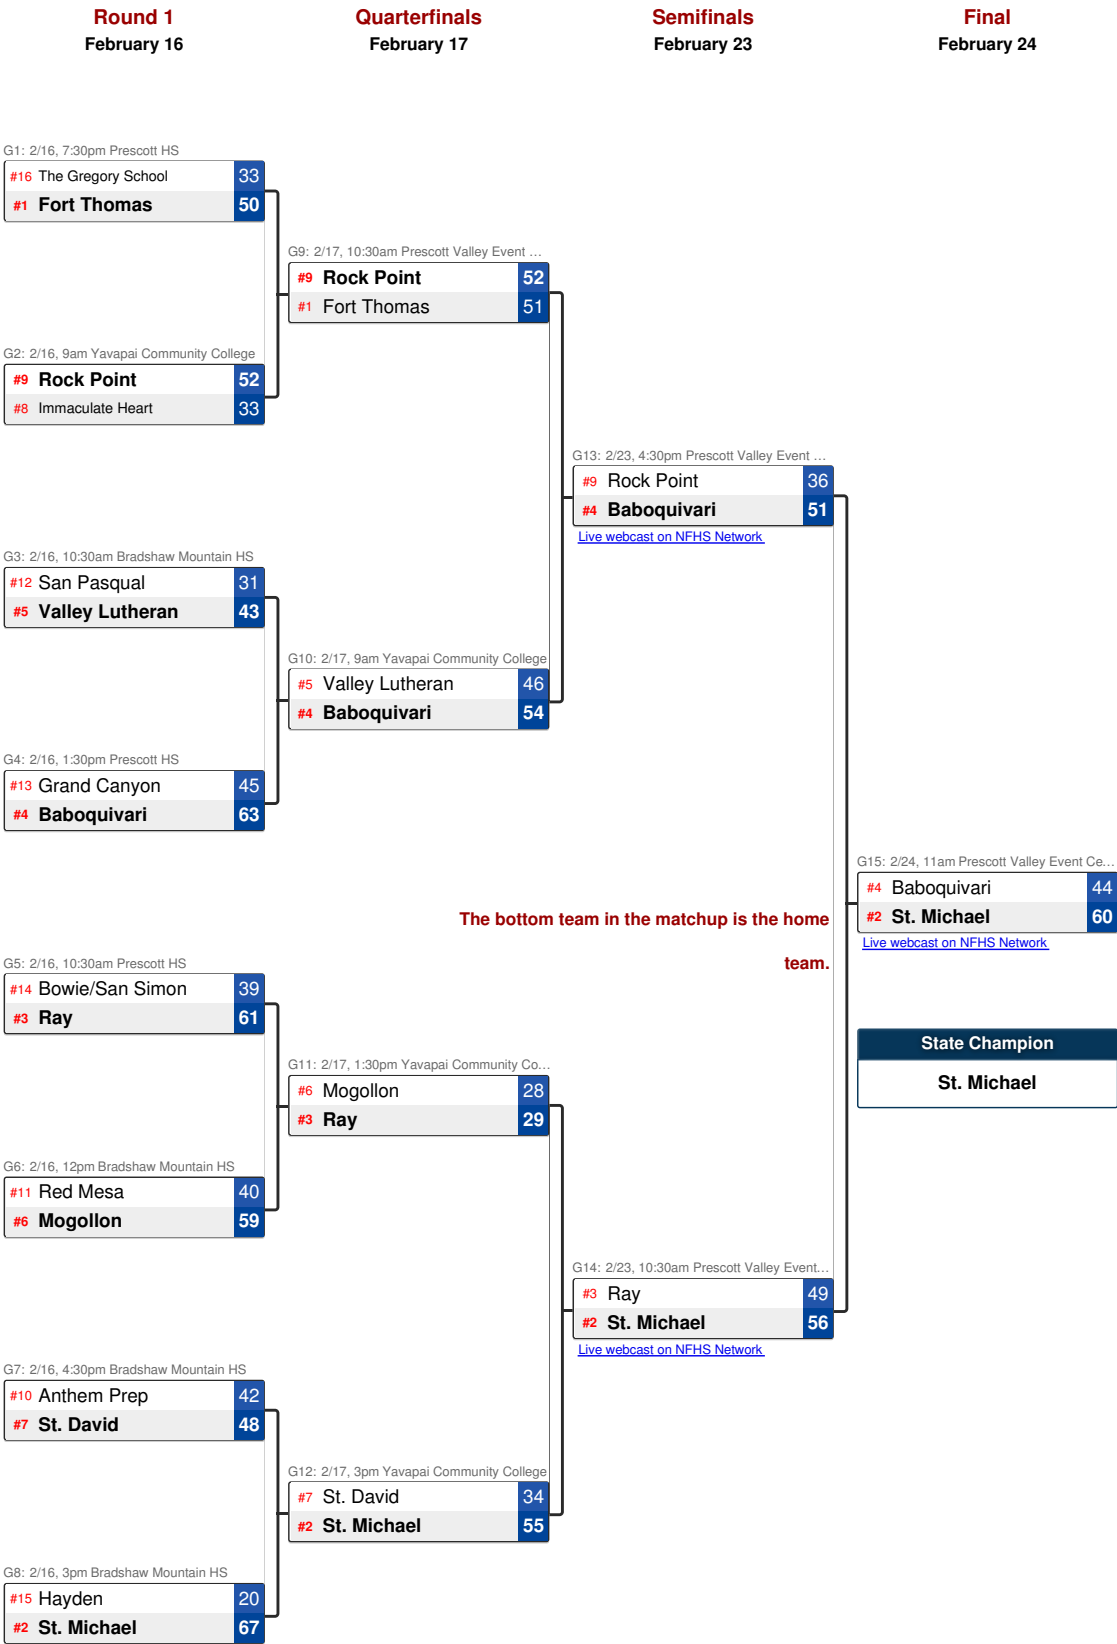 Round 1
February 16
Quarterfinals
February 17
Semifinals
February 23
Final
February 24
G1: 2/16, 7:30pm Prescott HS
#16 The Gregory School 33
#1 Fort Thomas 50
G2: 2/16, 9am Yavapai Community College
#9 Rock Point 52
#8 Immaculate Heart 33
G3: 2/16, 10:30am Bradshaw Mountain HS
#12 San Pasqual 31
#5 Valley Lutheran 43
G4: 2/16, 1:30pm Prescott HS
#13 Grand Canyon 45
#4 Baboquivari 63
G5: 2/16, 10:30am Prescott HS
#14 Bowie/San Simon 39
#3 Ray 61
G6: 2/16, 12pm Bradshaw Mountain HS
#11 Red Mesa 40
#6 Mogollon 59
G7: 2/16, 4:30pm Bradshaw Mountain HS
#10 Anthem Prep 42
#7 St. David 48
G8: 2/16, 3pm Bradshaw Mountain HS
#15 Hayden 20
#2 St. Michael 67
G9: 2/17, 10:30am Prescott Valley Event ...
#9 Rock Point 52
#1 Fort Thomas 51
G10: 2/17, 9am Yavapai Community College
#5 Valley Lutheran 46
#4 Baboquivari 54
G11: 2/17, 1:30pm Yavapai Community Co...
#6 Mogollon 28
#3 Ray 29
G12: 2/17, 3pm Yavapai Community College
#7 St. David 34
#2 St. Michael 55
G13: 2/23, 4:30pm Prescott Valley Event ...
#9 Rock Point 36
#4 Baboquivari 51
Live webcast on NFHS Network
The bottom team in the matchup is the home
team.
G14: 2/23, 10:30am Prescott Valley Event...
#3 Ray 49
#2 St. Michael 56
Live webcast on NFHS Network
G15: 2/24, 11am Prescott Valley Event Ce...
#4 Baboquivari 44
#2 St. Michael 60
Live webcast on NFHS Network
State Champion
St. Michael